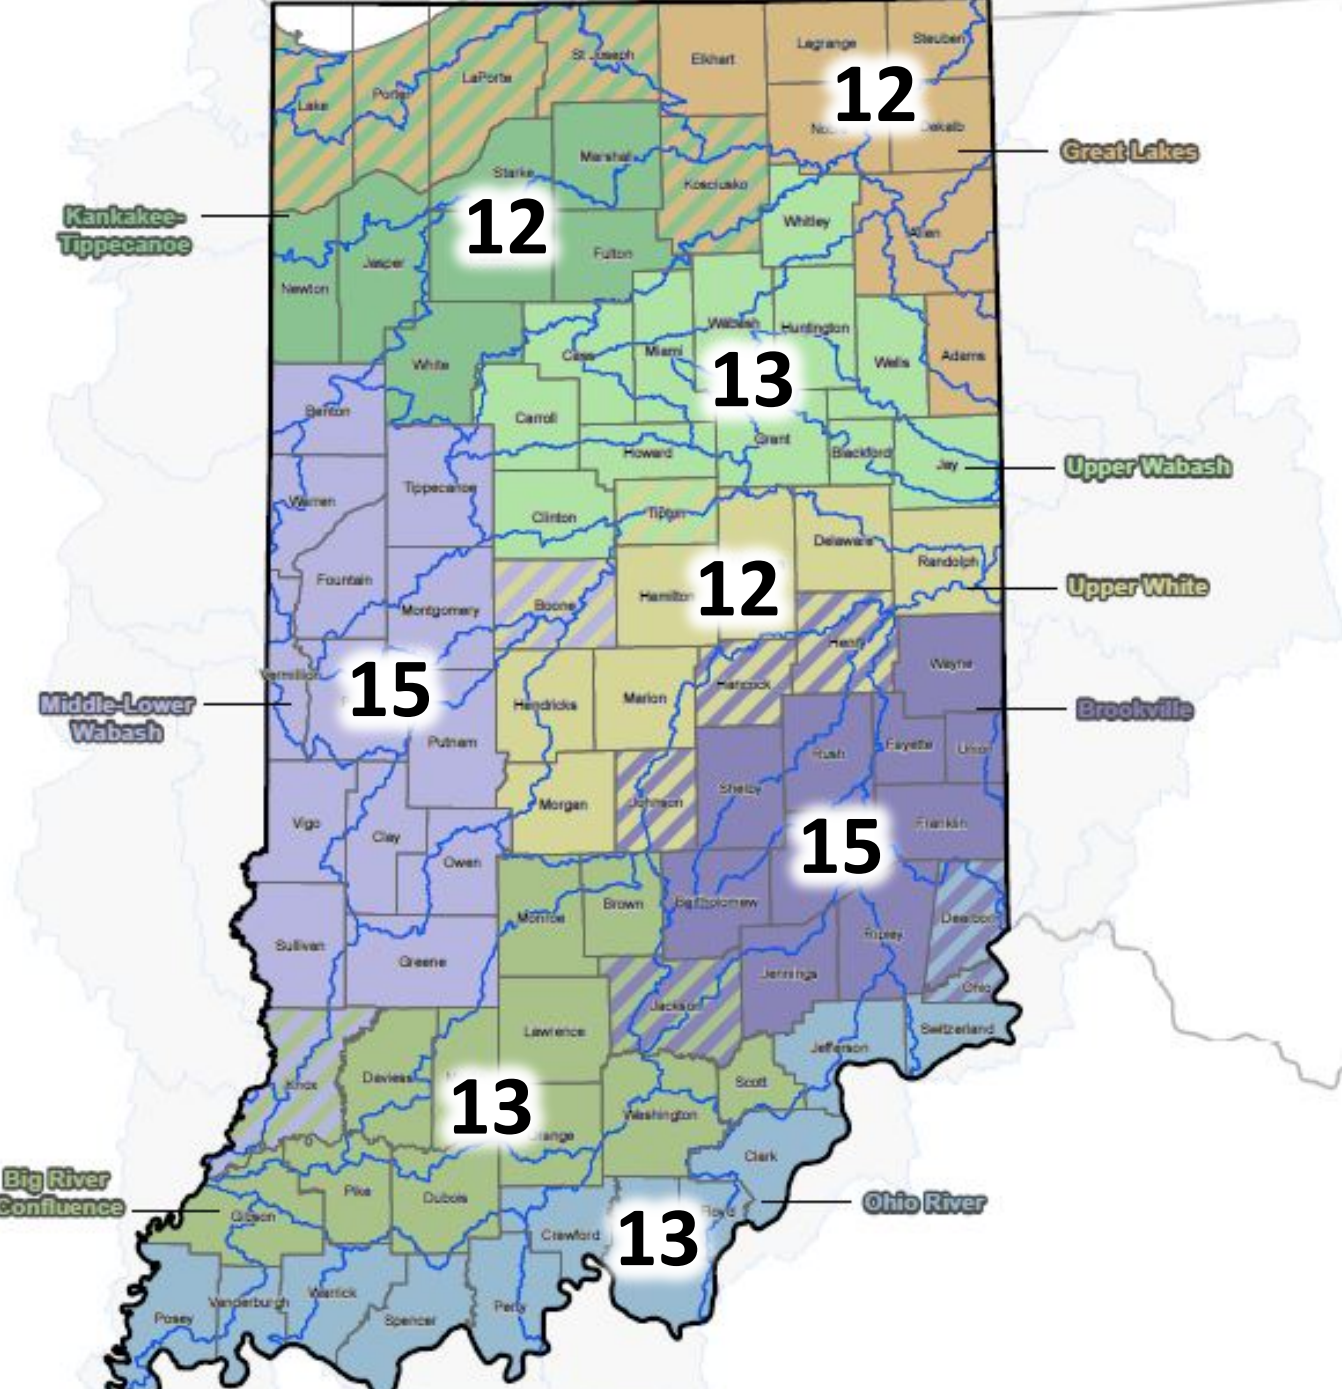 Lagrange
Steuben
Elkhart
St Joseph
LaPorte
Porter
Lake
12
Dekalb
Great Lakes
Marshall
Starke
Kosciusko
Kankakee-
Tippecanoe
12
Whitley
Allen
Fulton
Jasper
Newton
Wabash
Huntington
Miami
Cass
White
Wells
Adams
13
Benton
Carroll
Grant
Howard
Blackford
Jay
Upper Wabash
Tippecanoe
Warren
Clinton
Tipton
Delaware
Randolph
Fountain
Upper White
12
Hamilton
Boone
Montgomery
Henry
Wayne
Vermillion
Hancock
15
Marion
Hendricks
Middle-Lower
Wabash
Brookville
Putnam
Rush
Fayette
Union
Shelby
Johnson
Morgan
Vigo
Clay
Franklin
15
Owen
Brown
Bartholomew
Monroe
Dearborn
Sullivan
Ripley
Greene
Jennings
Ohio
Jackson
Lawrence
Switzerland
Jefferson
Knox
Daviess
Scott
13
Washington
Orange
Clark
Big River
Confluence
Pike
Dubois
Ohio River
Floyd
Gibson
Crawford
13
Warrick
Vanderburgh
Posey
Spencer
Perry